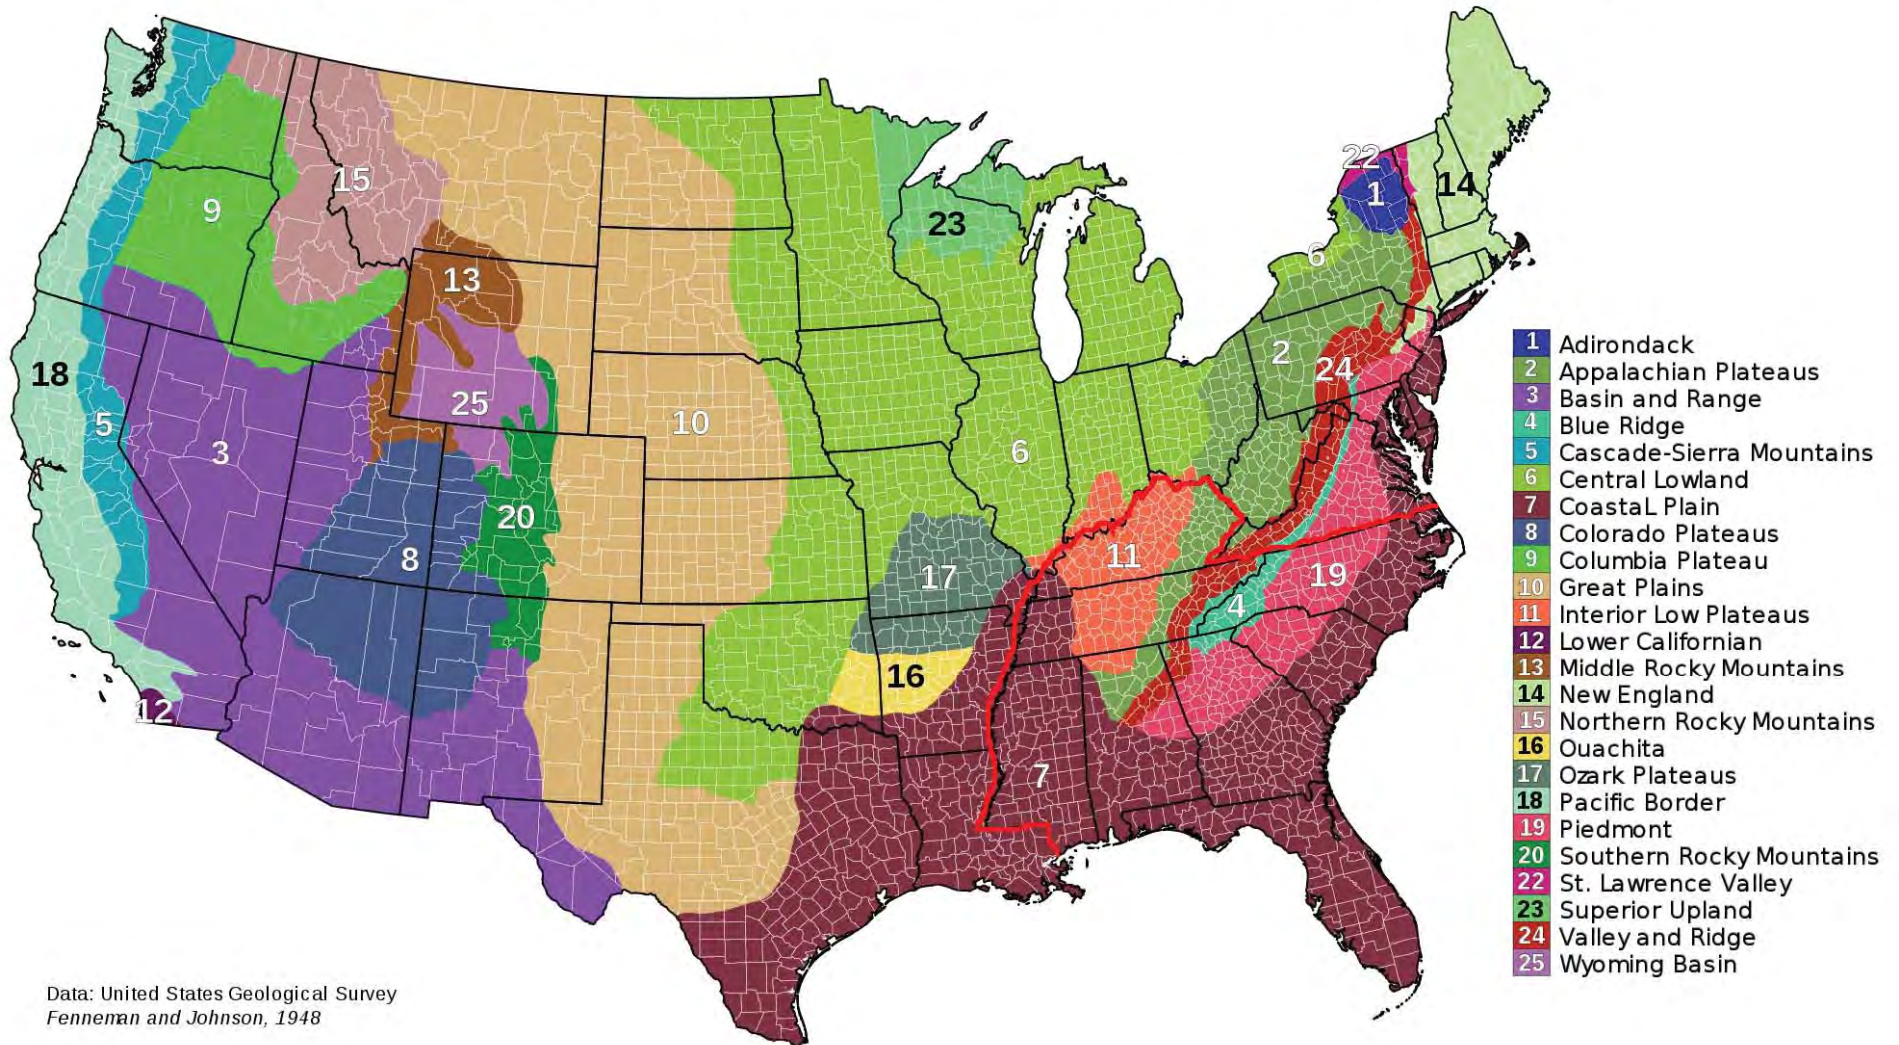 22
1
14
15
9
23
6
13
2
24
18
25
5
10
3
6
20
8
11
17
19
4
16
12
7
1 Adirondack
2 Appalachian Plateaus
3 Basin and Range
4 Blue Ridge
5 Cascade-Sierra Mountains
6 Central Lowland
7 CoastaL Plain
8 Colorado Plateaus
9 Columbia Plateau
10 Great Plains
11 Interior Low Plateaus
12 Lower Californian
13 Middle Rocky Mountains
14 New England
15 Northern Rocky Mountains
16 Ouachita
17 Ozark Plateaus
18 Pacific Border
19 Piedmont
20 Southern Rocky Mountains
22 St. Lawrence Valley
23 Superior Upland
24 Valley and Ridge
25 Wyoming Basin
Data: United States Geological Survey
Fenneman and Johnson, 1948